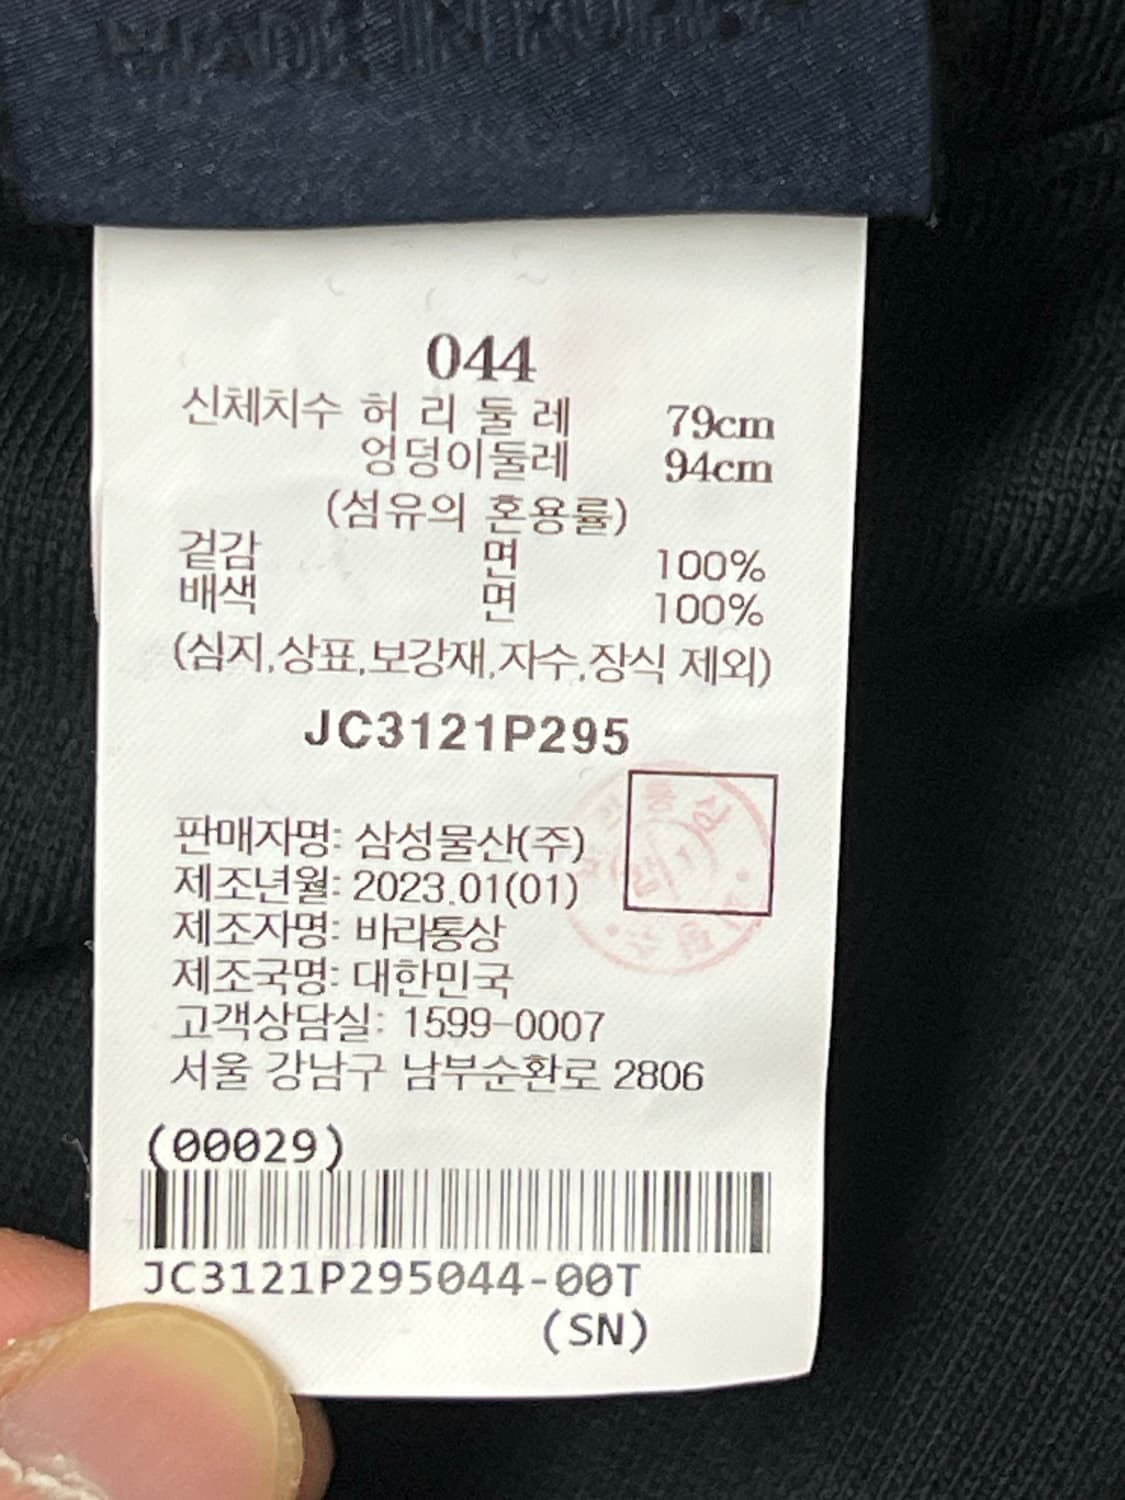 044
신체치수 허 리 둘 레 79cm
엉덩이둘레 94cm
(섬유의 혼용률)
겉감 면 100%
배색 면 100%
(심지,상표,보강재,자수,장식 제외)
JC3121P295
판매자명: 삼성물산(주)
제조년월: 2023.01(01)
제조자명: 바라통상
제조국명: 대한민국
고객상담실: 1599-0007
서울 강남구 남부순환로 2806
(00029)
JC3121P295044-00T
(SN)